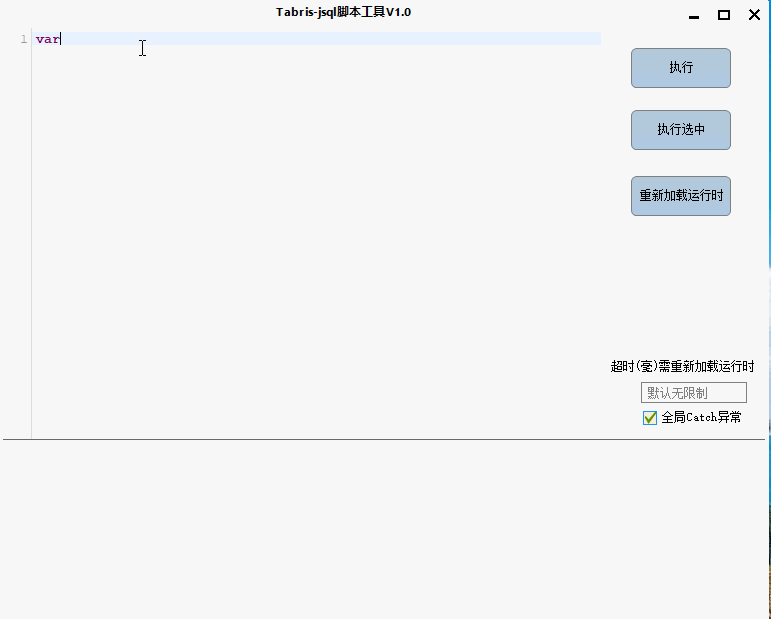 Tabris-jsql脚本工具V1.0
1 var
执行
执行选中
重新加载运行时
超时(毫)需重新加载运行时
默认无限制
全局Catch异常